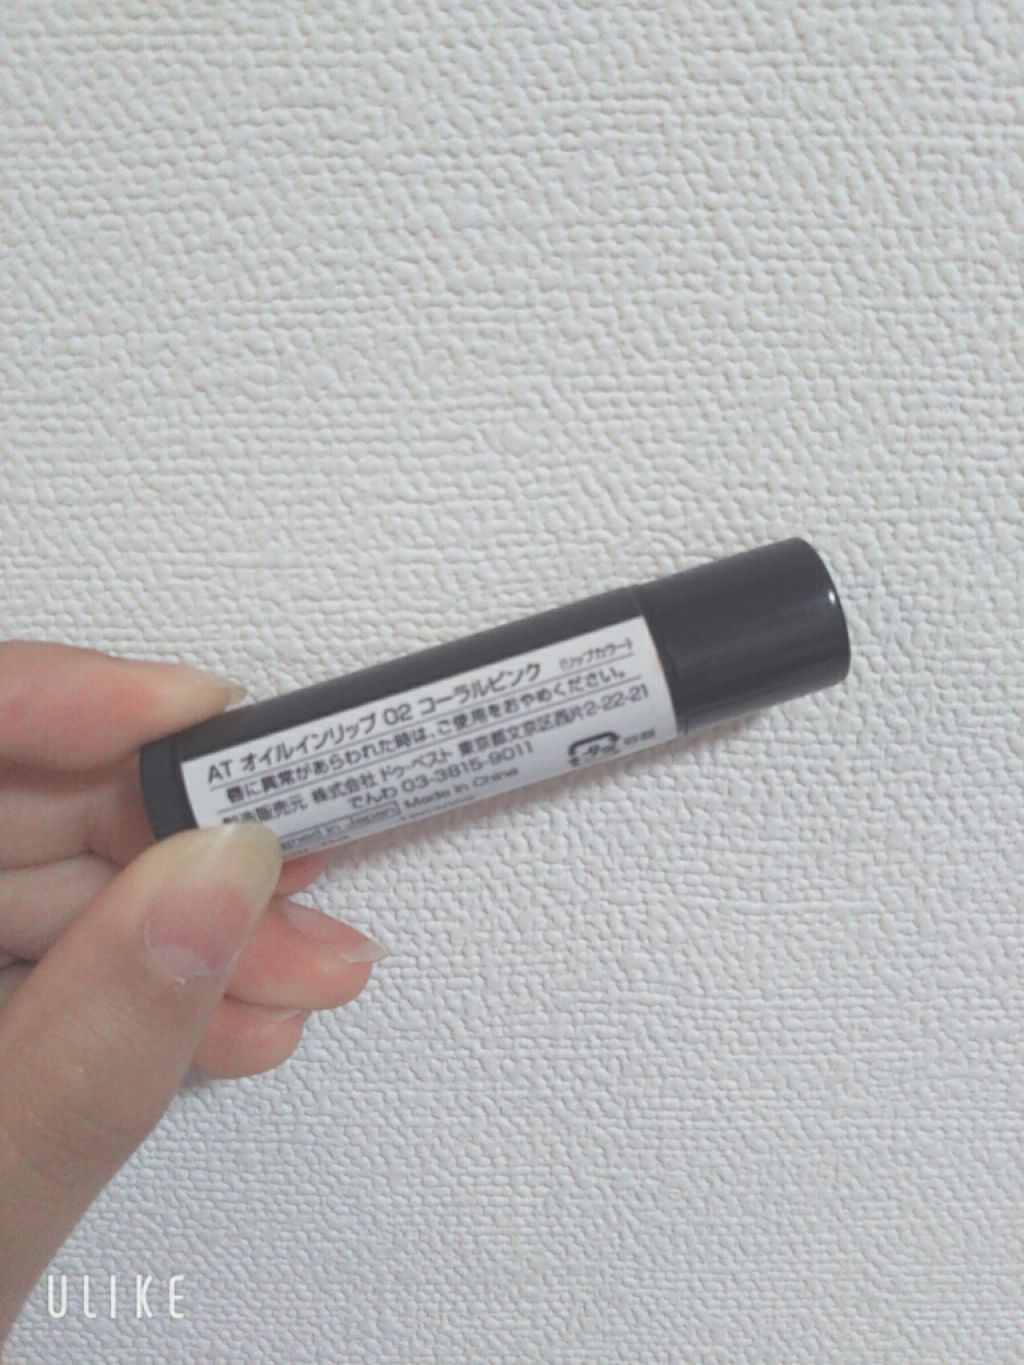 AT オイルインリップ 02 コーラルピンク (リップカラー)
唇に異常があらわれた時は、ご使用をおやめください。
製造販売元 株式会社 ドゥ・ベスト 東京都文京区西片2-22-21
でんわ 03-3815-9011
in Japan Made in China
ULIKE